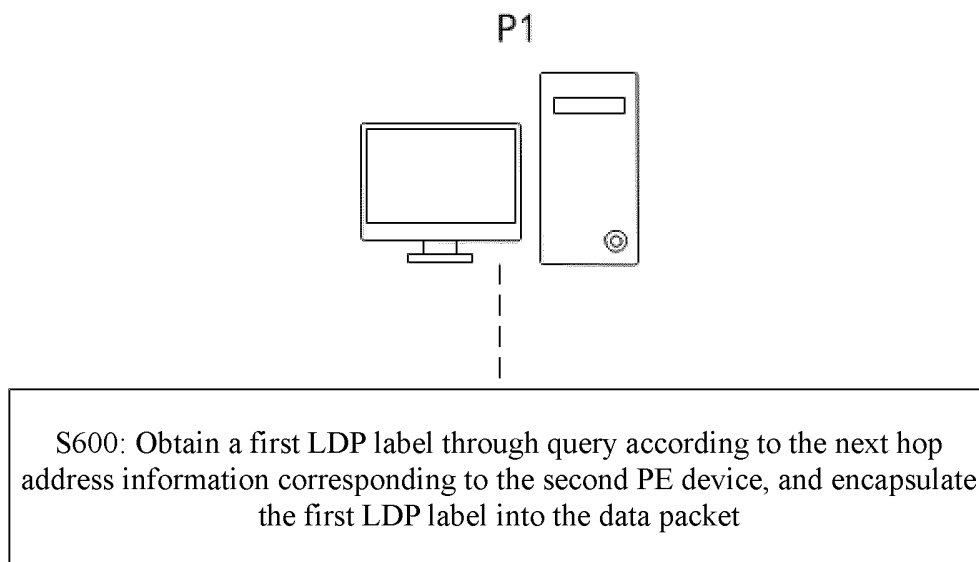 P1
S600: Obtain a first LDP label through query according to the next hop
address information corresponding to the second PE device, and encapsulate
the first LDP label into the data packet